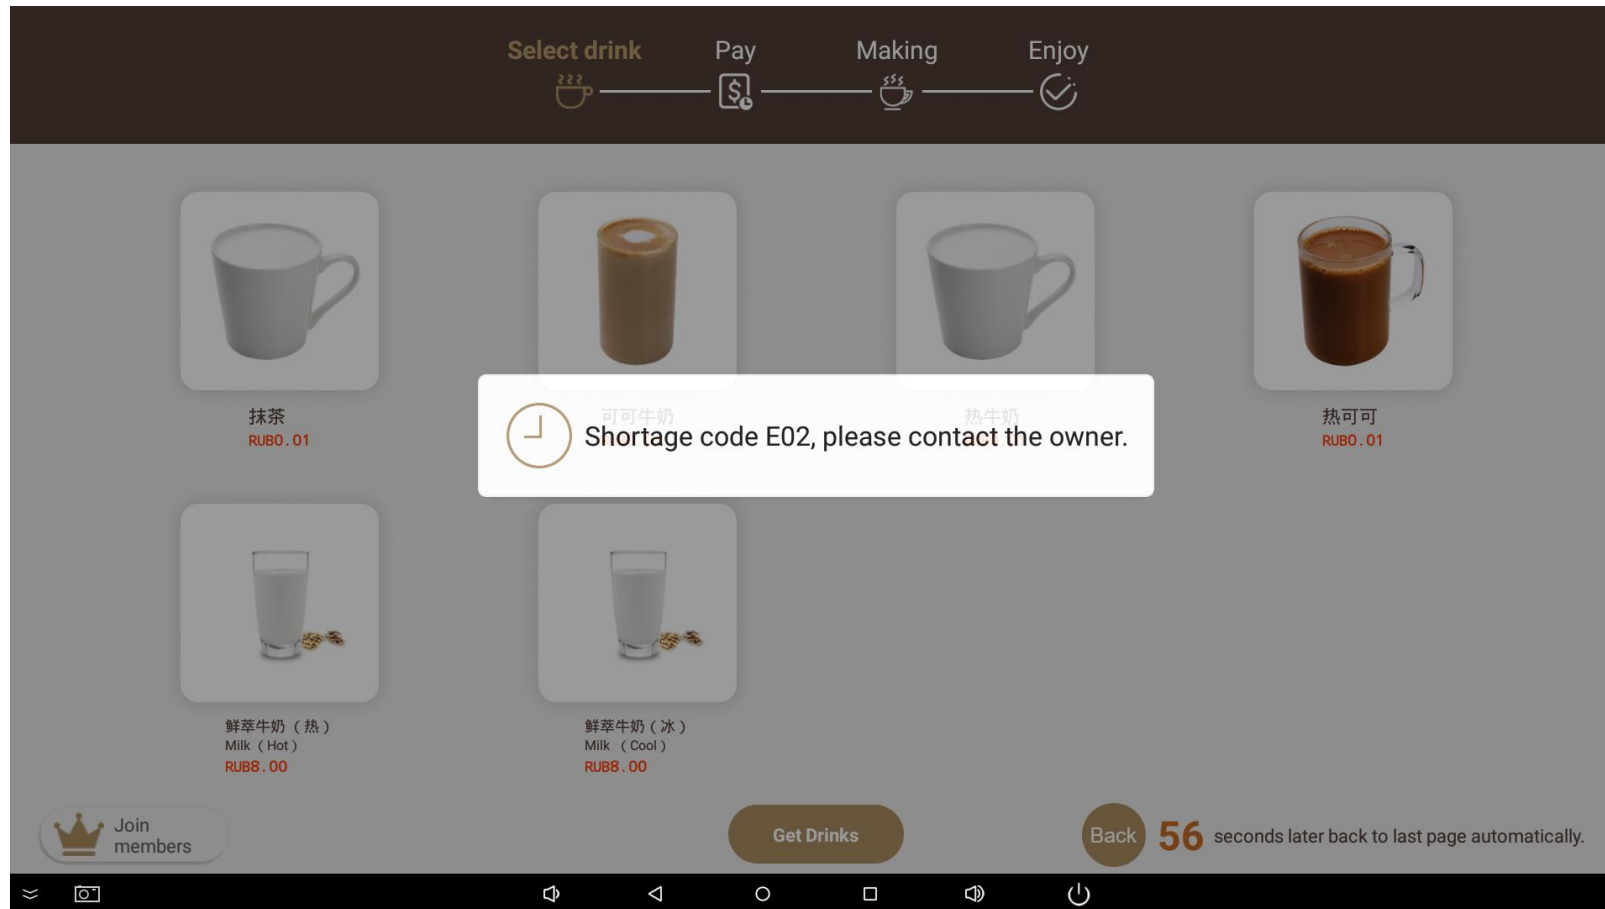 Select drink
Pay
Making
Enjoy
抹茶
RUB0.01
可可牛奶
热牛奶
热可可
RUB0.01
Shortage code E02, please contact the owner.
鲜萃牛奶（热）
Milk （Hot）
RUB8.00
鲜萃牛奶（冰）
Milk （Cool）
RUB8.00
Join
members
Get Drinks
Back
56 seconds later back to last page automatically.